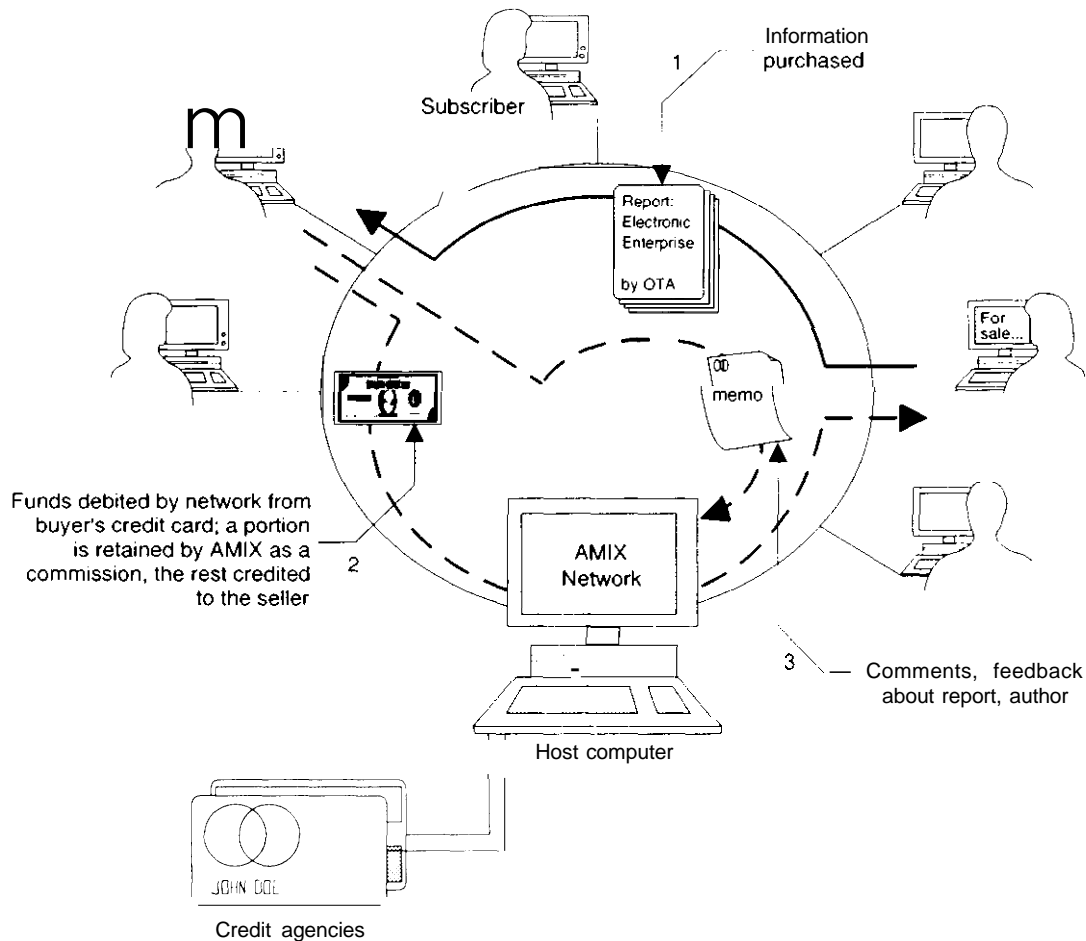 1
Information
purchased
Subscriber
m
Report:
Electronic
Enterprise
by OTA
For
sale...
memo
Funds debited by network from
buyer's credit card; a portion
is retained by AMIX as a
commission, the rest credited
to the seller
2
AMIX
Network
3
Comments, feedback
about report, author
Host computer
JOHN DOE
Credit agencies